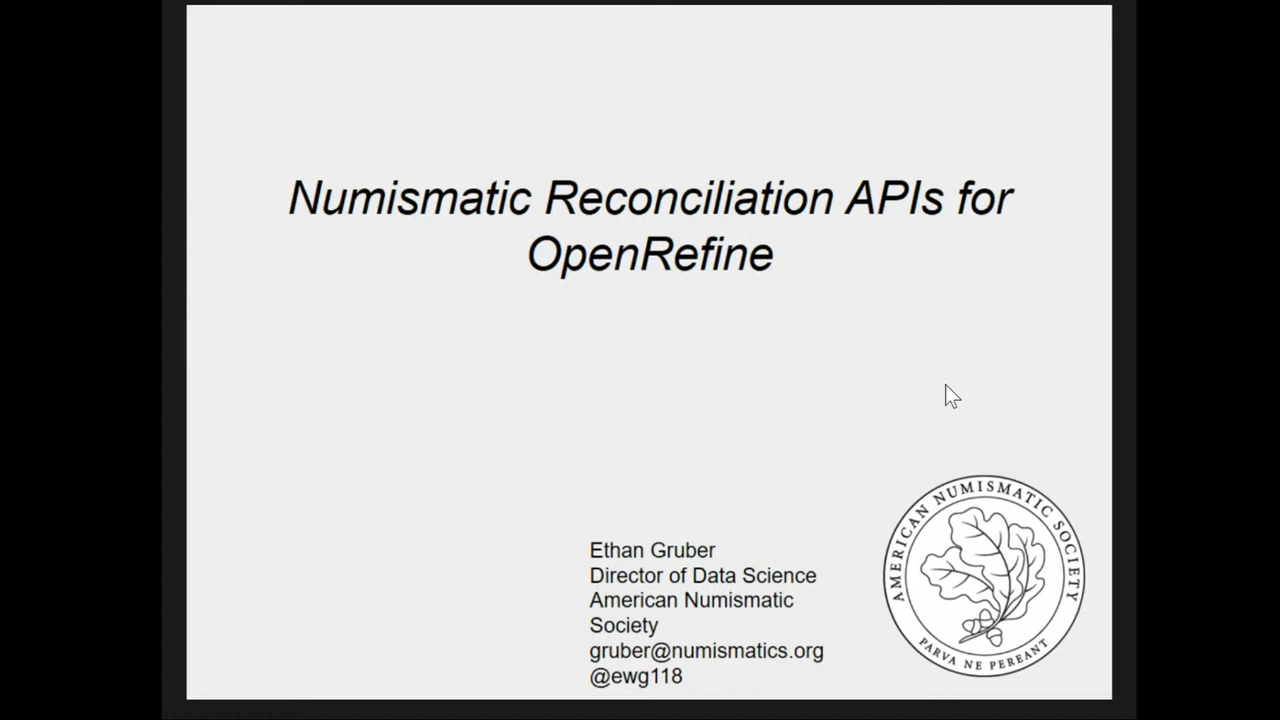 Numismatic Reconciliation APIs for
OpenRefine
Ethan Gruber
Director of Data Science
American Numismatic
Society
gruber@numismatics.org
@ewg118
AMERICAN NUMISMATIC SOCIETY
PARVA NE PEREANT